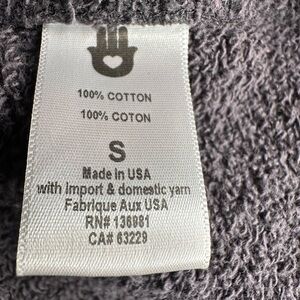 100% COTTON
100% COTON
S
Made in USA
with import & domestic yarn
Fabrique Aux USA
RN# 136981
CA# 63229